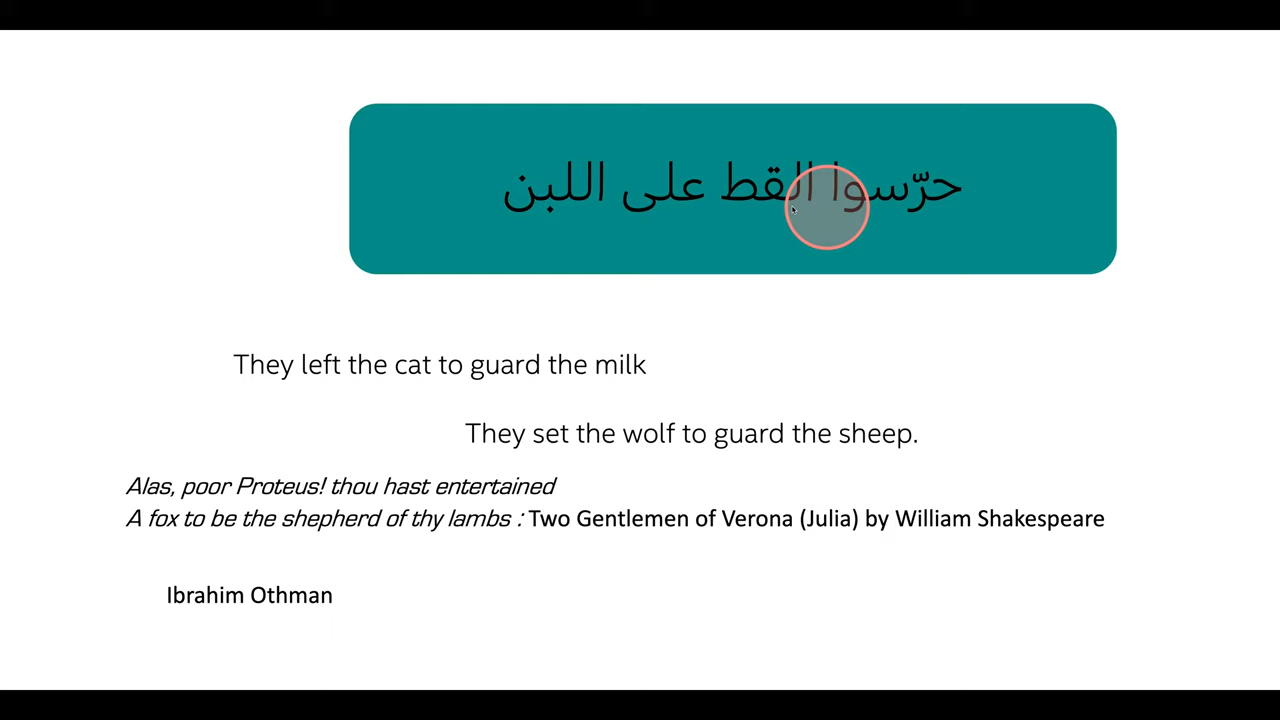 حرّسوا القط على اللبن
They left the cat to guard the milk
They set the wolf to guard the sheep.
Alas, poor Proteus! thou hast entertained
A fox to be the shepherd of thy lambs : Two Gentlemen of Verona (Julia) by William Shakespeare
Ibrahim Othman